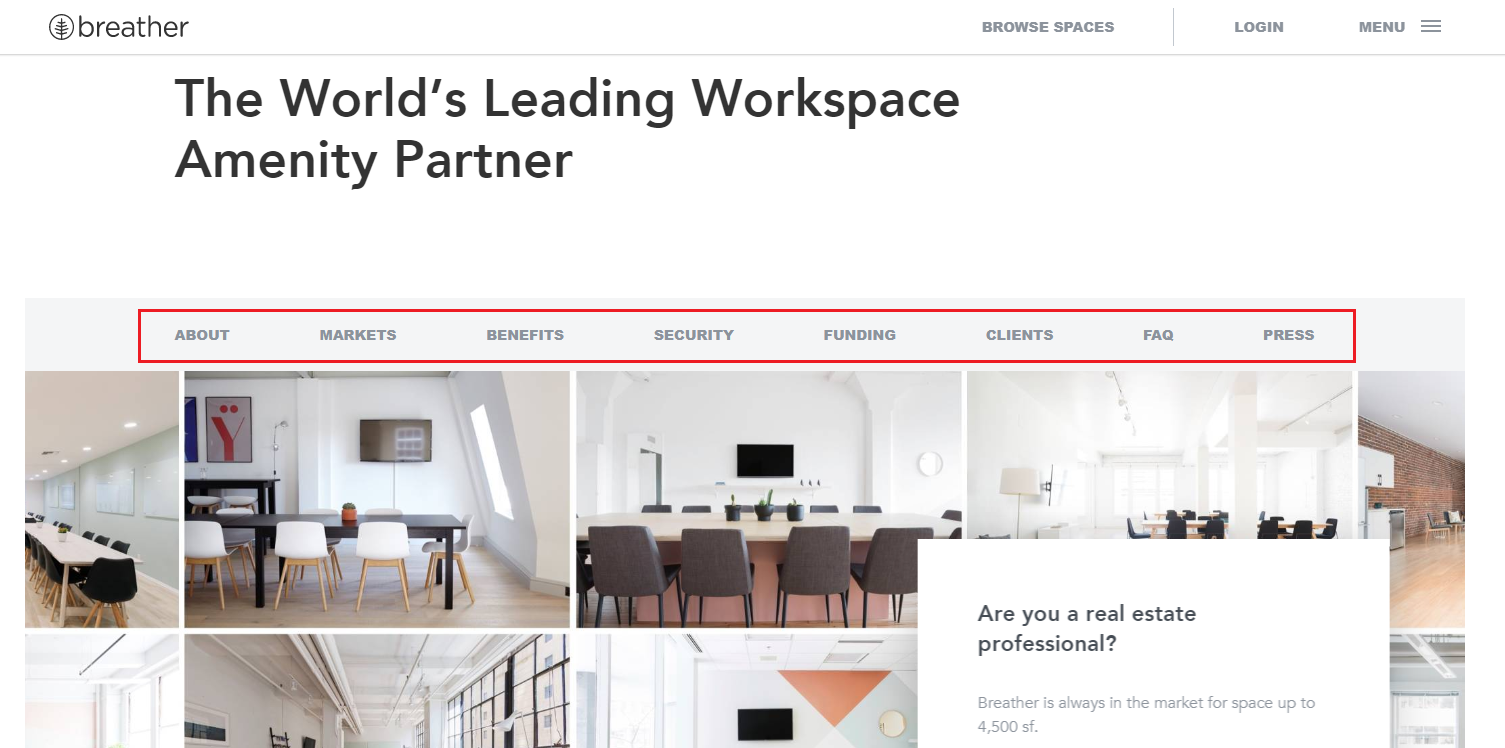 breather
BROWSE SPACES
LOGIN
MENU
The World’s Leading Workspace
Amenity Partner
ABOUT
MARKETS
BENEFITS
SECURITY
FUNDING
CLIENTS
FAQ
PRESS
Ÿ
Are you a real estate
professional?
Breather is always in the market for space up to
4,500 sf.